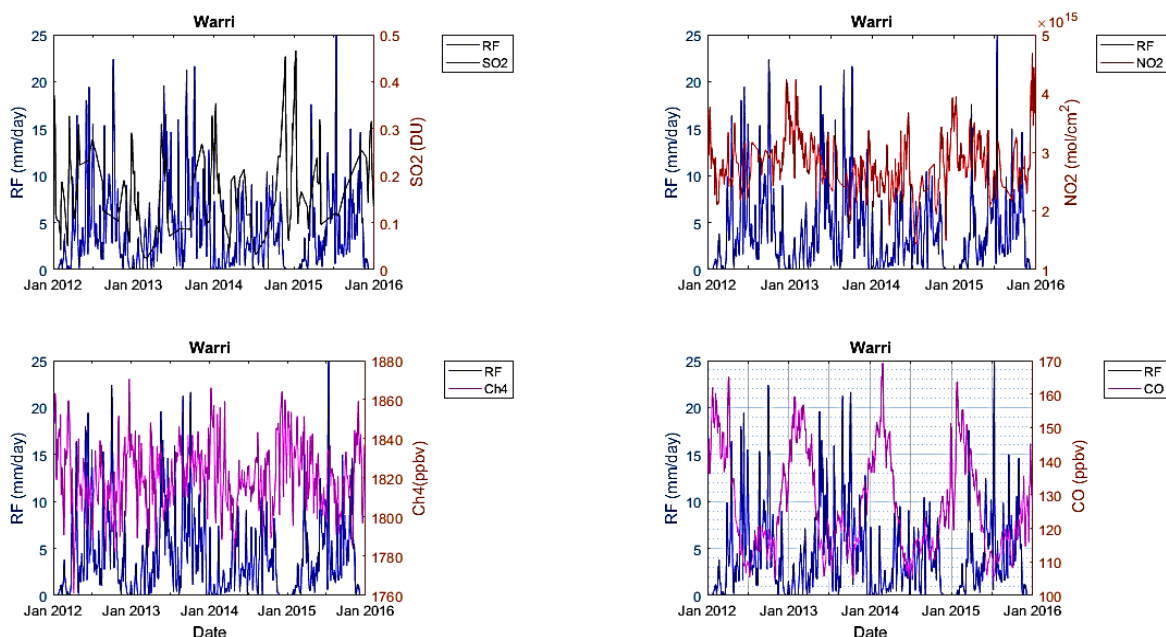 Warri
25
20
15
10
5
0
RF (mm/day)
0.5
0.4
0.3
0.2
0.1
0
SO2 (DU)
RF
SO2
Jan 2012 Jan 2013 Jan 2014 Jan 2015 Jan 2016
Warri
25
20
15
10
5
0
RF (mm/day)
× 10^15
5
4
3
2
1
NO2 (mol/cm²)
RF
NO2
Jan 2012 Jan 2013 Jan 2014 Jan 2015 Jan 2016
Warri
25
20
15
10
5
0
RF (mm/day)
1880
1860
1840
1820
1800
1780
1760
Ch4(ppbv)
RF
Ch4
Jan 2012 Jan 2013 Jan 2014 Jan 2015 Jan 2016
Date
Warri
25
20
15
10
5
0
RF (mm/day)
170
160
150
140
130
120
110
100
CO (ppbv)
RF
CO
Jan 2012 Jan 2013 Jan 2014 Jan 2015 Jan 2016
Date